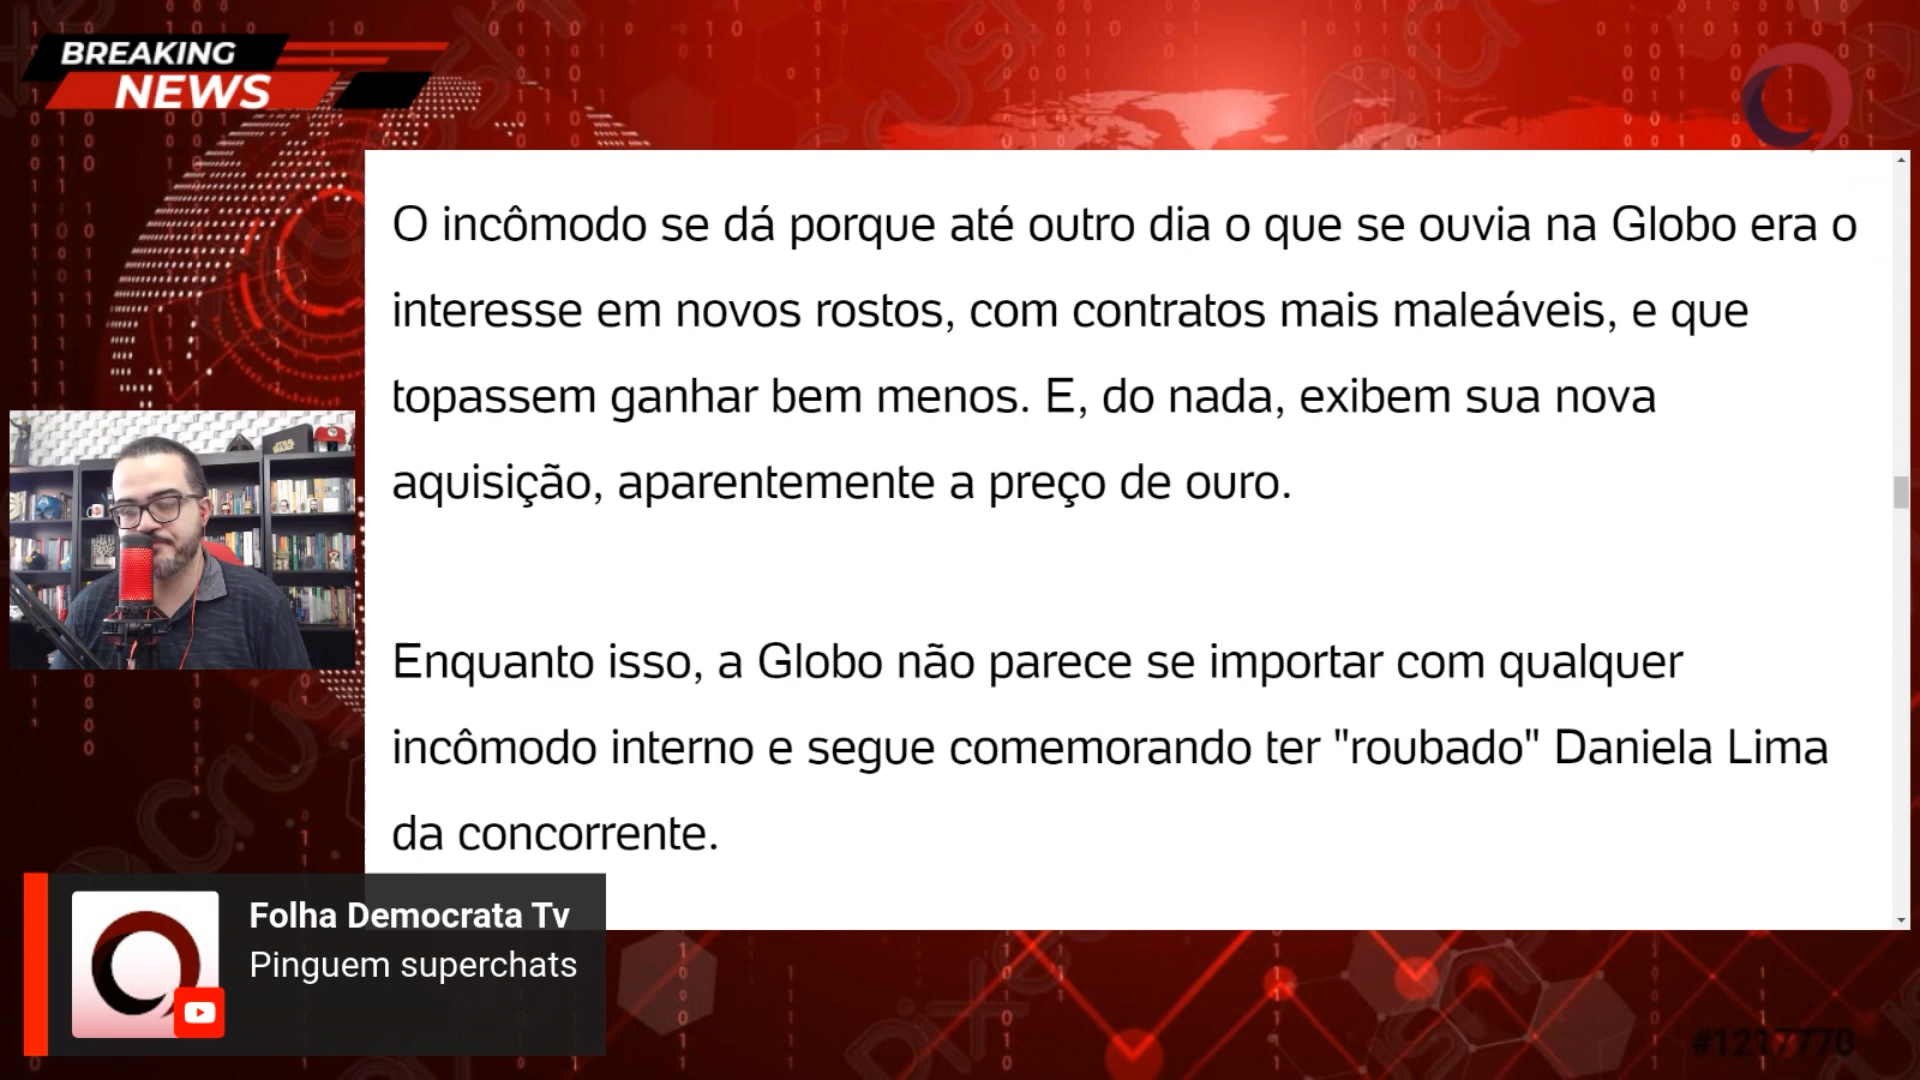 BREAKING
NEWS
O incômodo se dá porque até outro dia o que se ouvia na Globo era o
interesse em novos rostos, com contratos mais maleáveis, e que
topassem ganhar bem menos. E, do nada, exibem sua nova
aquisição, aparentemente a preço de ouro.
Enquanto isso, a Globo não parece se importar com qualquer
incômodo interno e segue comemorando ter "roubado" Daniela Lima
da concorrente.
Folha Democrata Tv
Pinguem superchats
#1217770